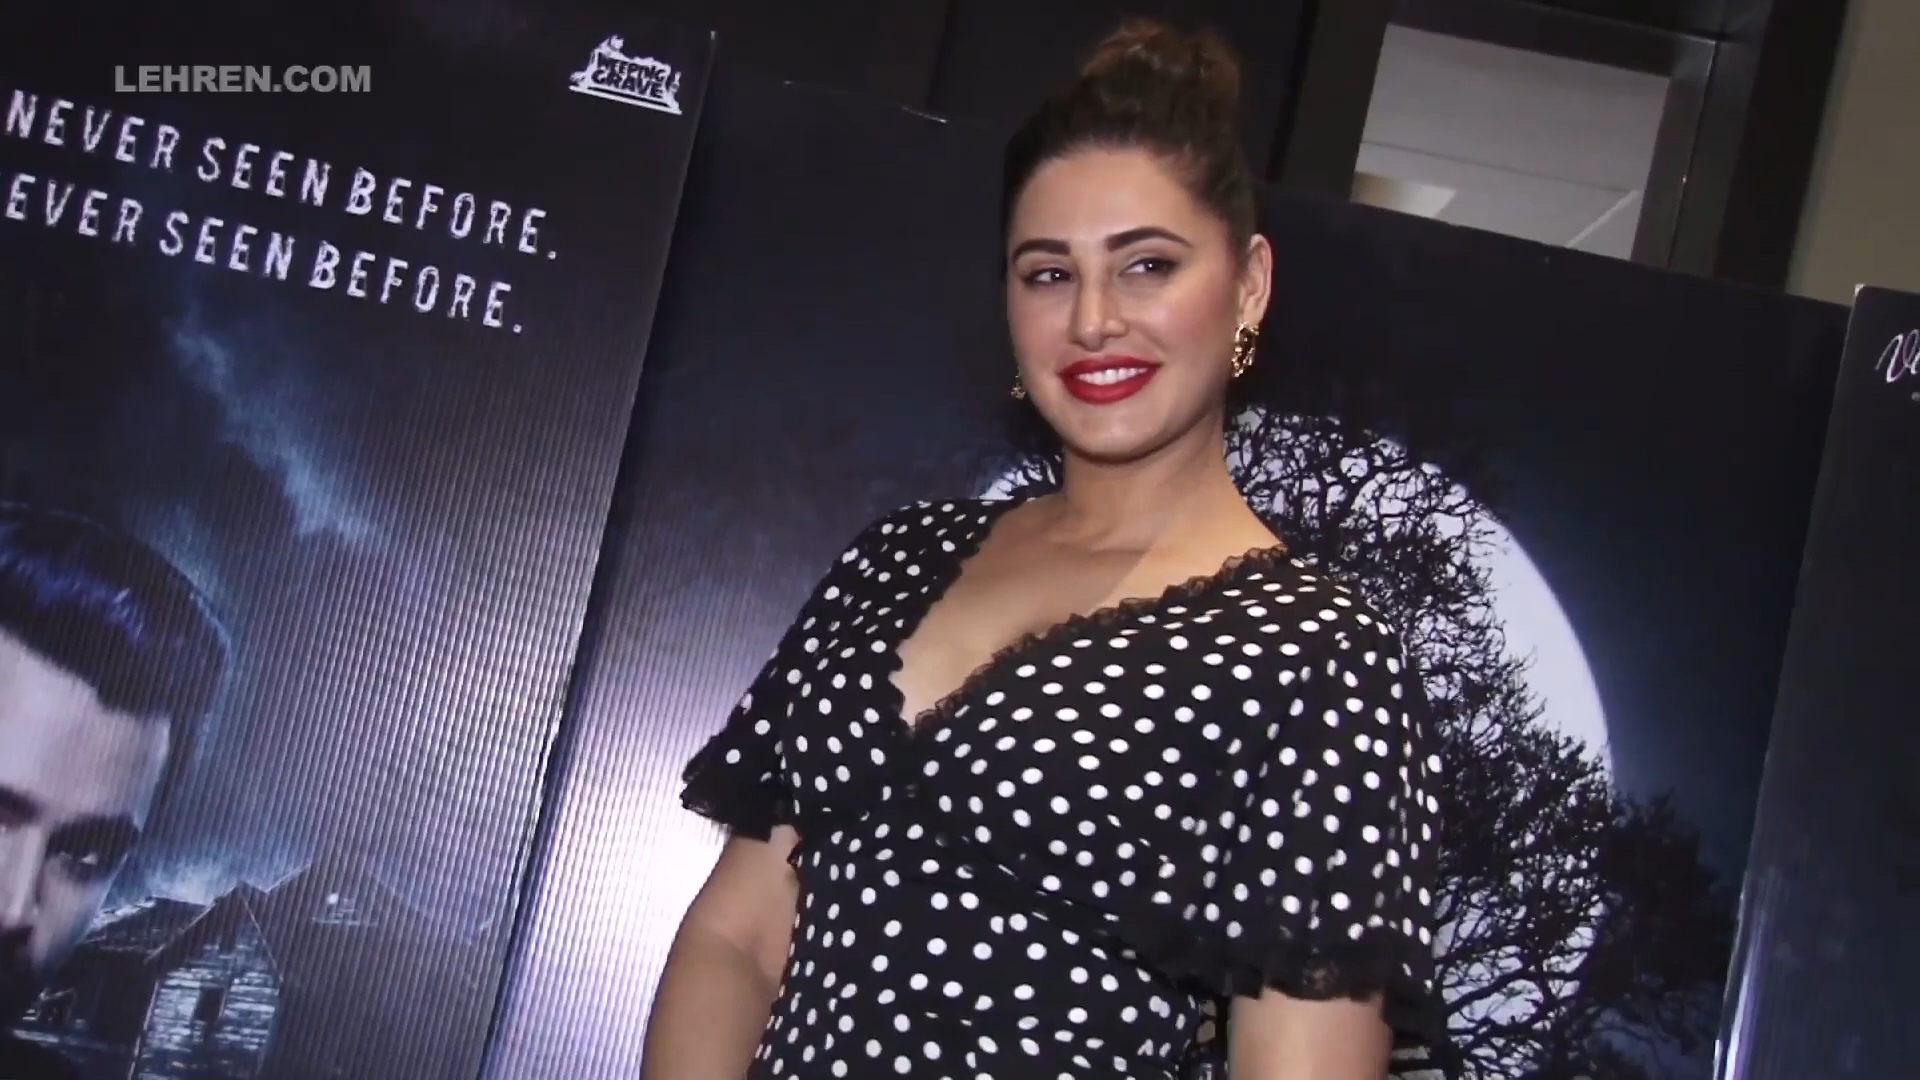 LEHREN.COM
WEEPING
GRAVE
NEVER SEEN BEFORE.
EVER SEEN BEFORE.